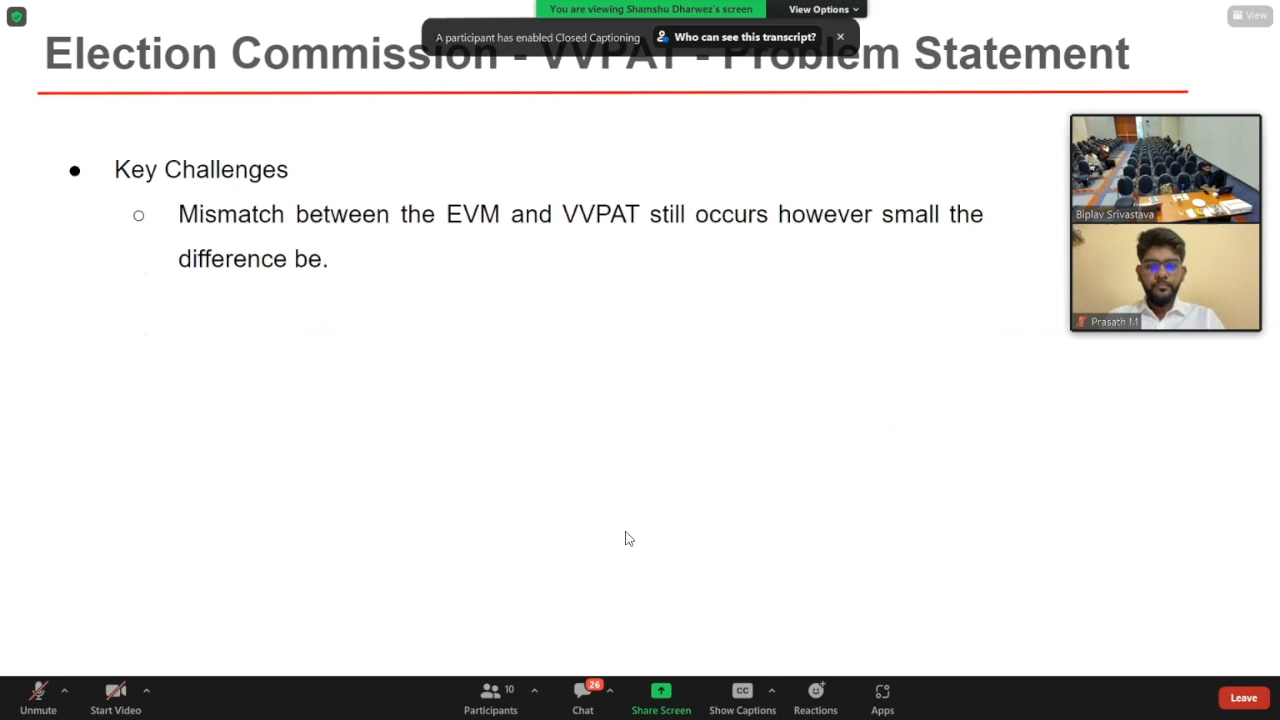 You are viewing Shamshu Dharwez's screen
View Options
View
A participant has enabled Closed Captioning
Who can see this transcript?
Election Commission - VVPAT - Problem Statement
Key Challenges
Mismatch between the EVM and VVPAT still occurs however small the
difference be.
Biplav Srivastava
Prasath M
Unmute
Start Video
10
Participants
26
Chat
Share Screen
CC
Show Captions
Reactions
Apps
Leave